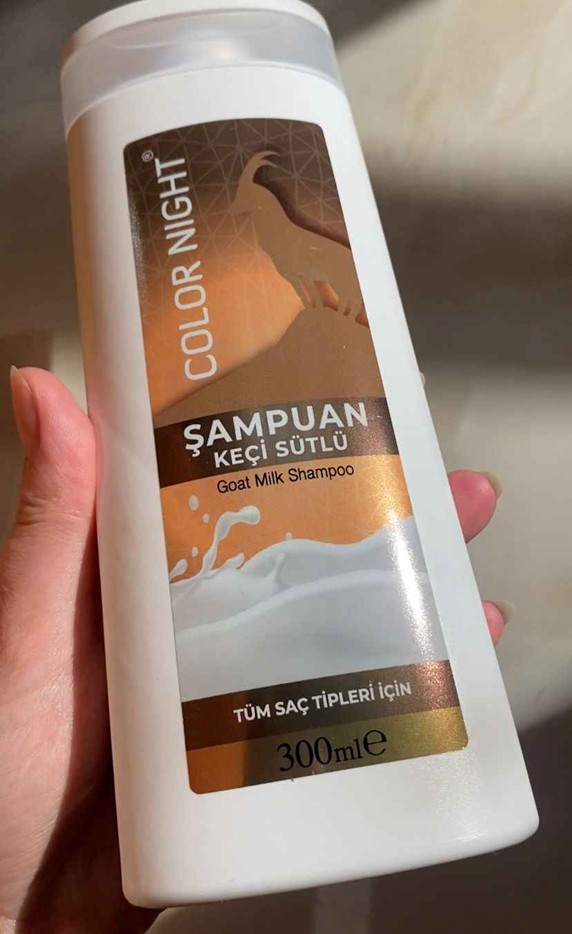 COLOR NIGHT®
ŞAMPUAN
KEÇİ SÜTLÜ
Goat Milk Shampoo
TÜM SAÇ TİPLERİ İÇİN
300ml℮